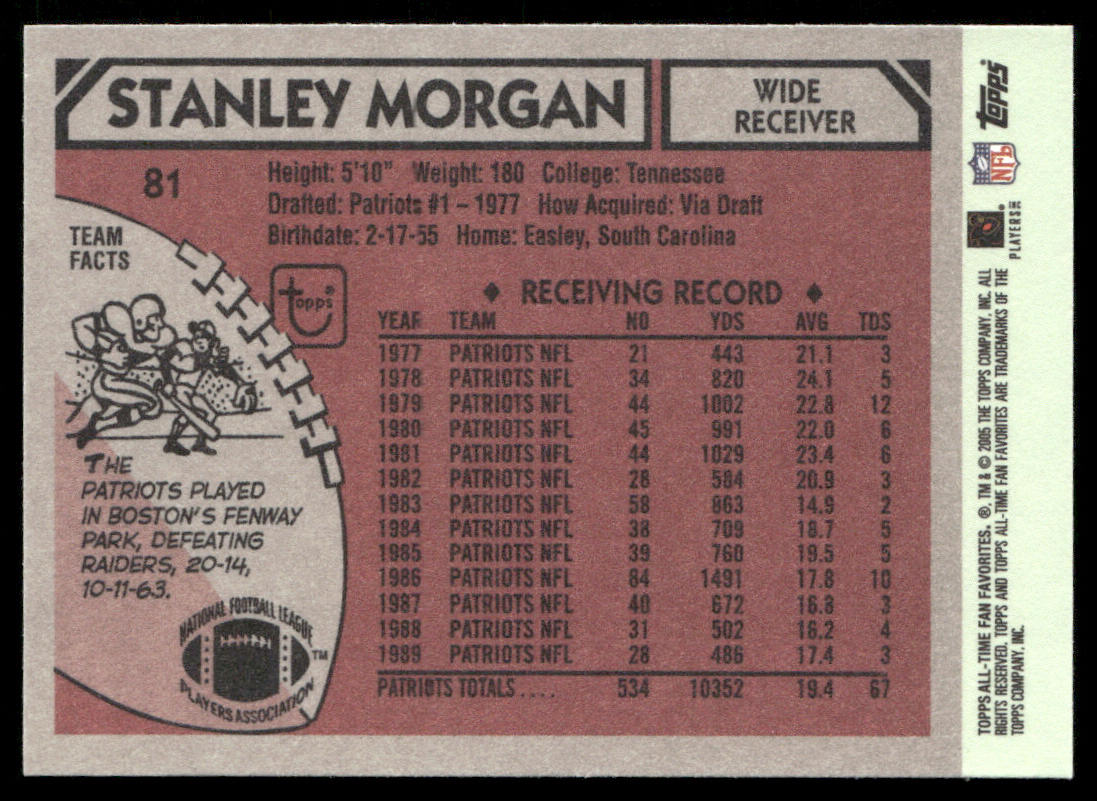 STANLEY MORGAN
WIDE
RECEIVER
81
Height: 5'10" Weight: 180 College: Tennessee
Drafted: Patriots #1 – 1977 How Acquired: Via Draft
Birthdate: 2-17-55 Home: Easley, South Carolina
TEAM
FACTS
topps®
THE
PATRIOTS PLAYED
IN BOSTON'S FENWAY
PARK, DEFEATING
RAIDERS, 20-14,
10-11-63.
NATIONAL FOOTBALL LEAGUE
PLAYERS ASSOCIATION
TM
♦ RECEIVING RECORD ♦
YEAR TEAM NO YDS AVG TDS
1977 PATRIOTS NFL 21 443 21.1 3
1978 PATRIOTS NFL 34 820 24.1 5
1979 PATRIOTS NFL 44 1002 22.8 12
1980 PATRIOTS NFL 45 991 22.0 6
1981 PATRIOTS NFL 44 1029 23.4 6
1982 PATRIOTS NFL 28 584 20.9 3
1983 PATRIOTS NFL 58 863 14.9 2
1984 PATRIOTS NFL 38 709 18.7 5
1985 PATRIOTS NFL 39 760 19.5 5
1986 PATRIOTS NFL 84 1491 17.8 10
1987 PATRIOTS NFL 40 672 16.8 3
1988 PATRIOTS NFL 31 502 16.2 4
1989 PATRIOTS NFL 28 486 17.4 3
PATRIOTS TOTALS . . . . 534 10352 19.4 67
topps
NFL
PLAYERS INC
TOPPS ALL-TIME FAN FAVORITES. ®, TM & © 2005 THE TOPPS COMPANY, INC. ALL
RIGHTS RESERVED. TOPPS AND TOPPS ALL-TIME FAN FAVORITES ARE TRADEMARKS OF THE
TOPPS COMPANY, INC.